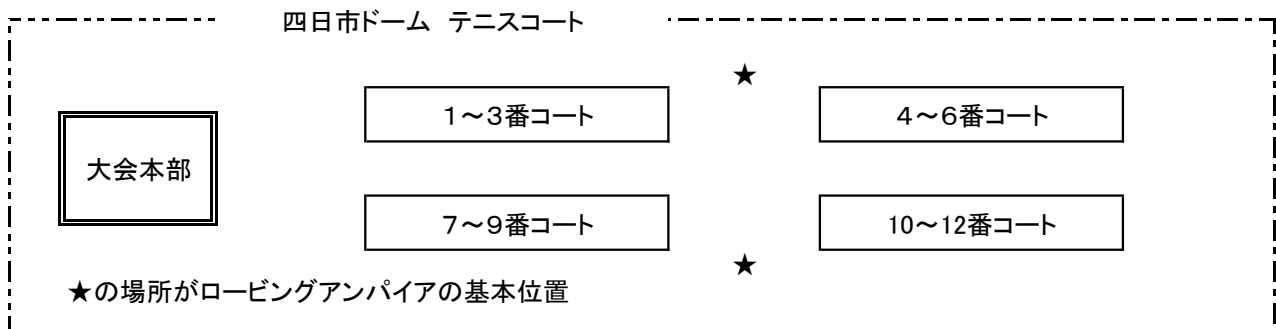 四日市ドーム　テニスコート
★
１～３番コート
４～６番コート
大会本部
７～９番コート
10～12番コート
★
★の場所がロービングアンパイアの基本位置